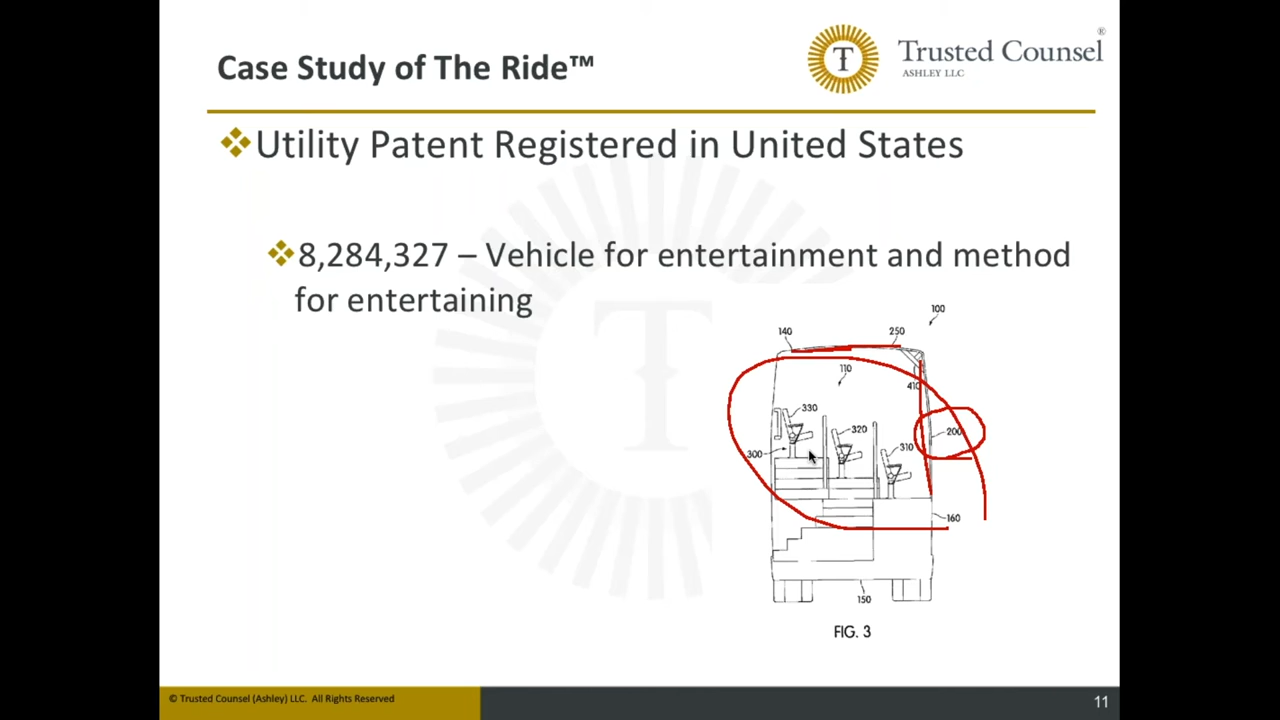 Case Study of The Ride™
T
Trusted Counsel®
ASHLEY LLC
❖Utility Patent Registered in United States
❖8,284,327 – Vehicle for entertainment and method
for entertaining
T
100
140
250
110
410
330
320
200
310
300
160
150
FIG. 3
© Trusted Counsel (Ashley) LLC. All Rights Reserved
11